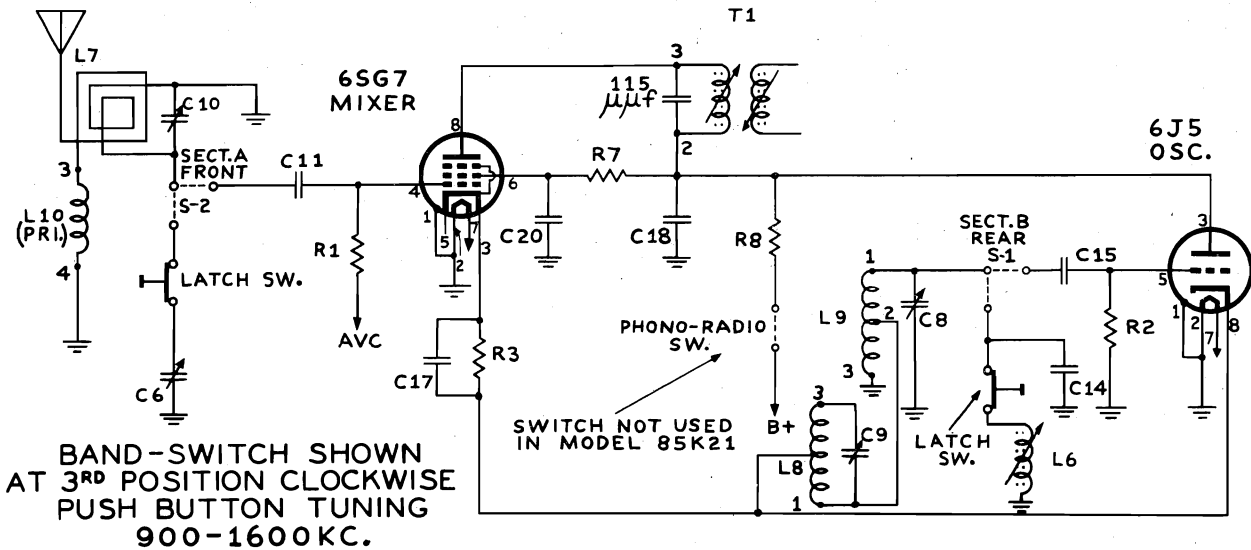 T1
L7
6SG7
MIXER
3
115
μμf
C10
6J5
OSC.
8
2
SECT.A
FRONT
C11
R7
3
S-2
4
6
3
L10
(PRI.)
1
5
7
3
2
C20
C18
R8
SECT.B
REAR
S-1
C15
5
R1
1
4
LATCH SW.
L9
2
C8
R2
1
2
7
8
PHONO-RADIO
SW.
AVC
C17
R3
3
C14
C6
3
SWITCH NOT USED
IN MODEL 85K21
B+
C9
LATCH
SW.
L6
L8
1
BAND-SWITCH SHOWN
AT 3RD POSITION CLOCKWISE
PUSH BUTTON TUNING
900-1600KC.